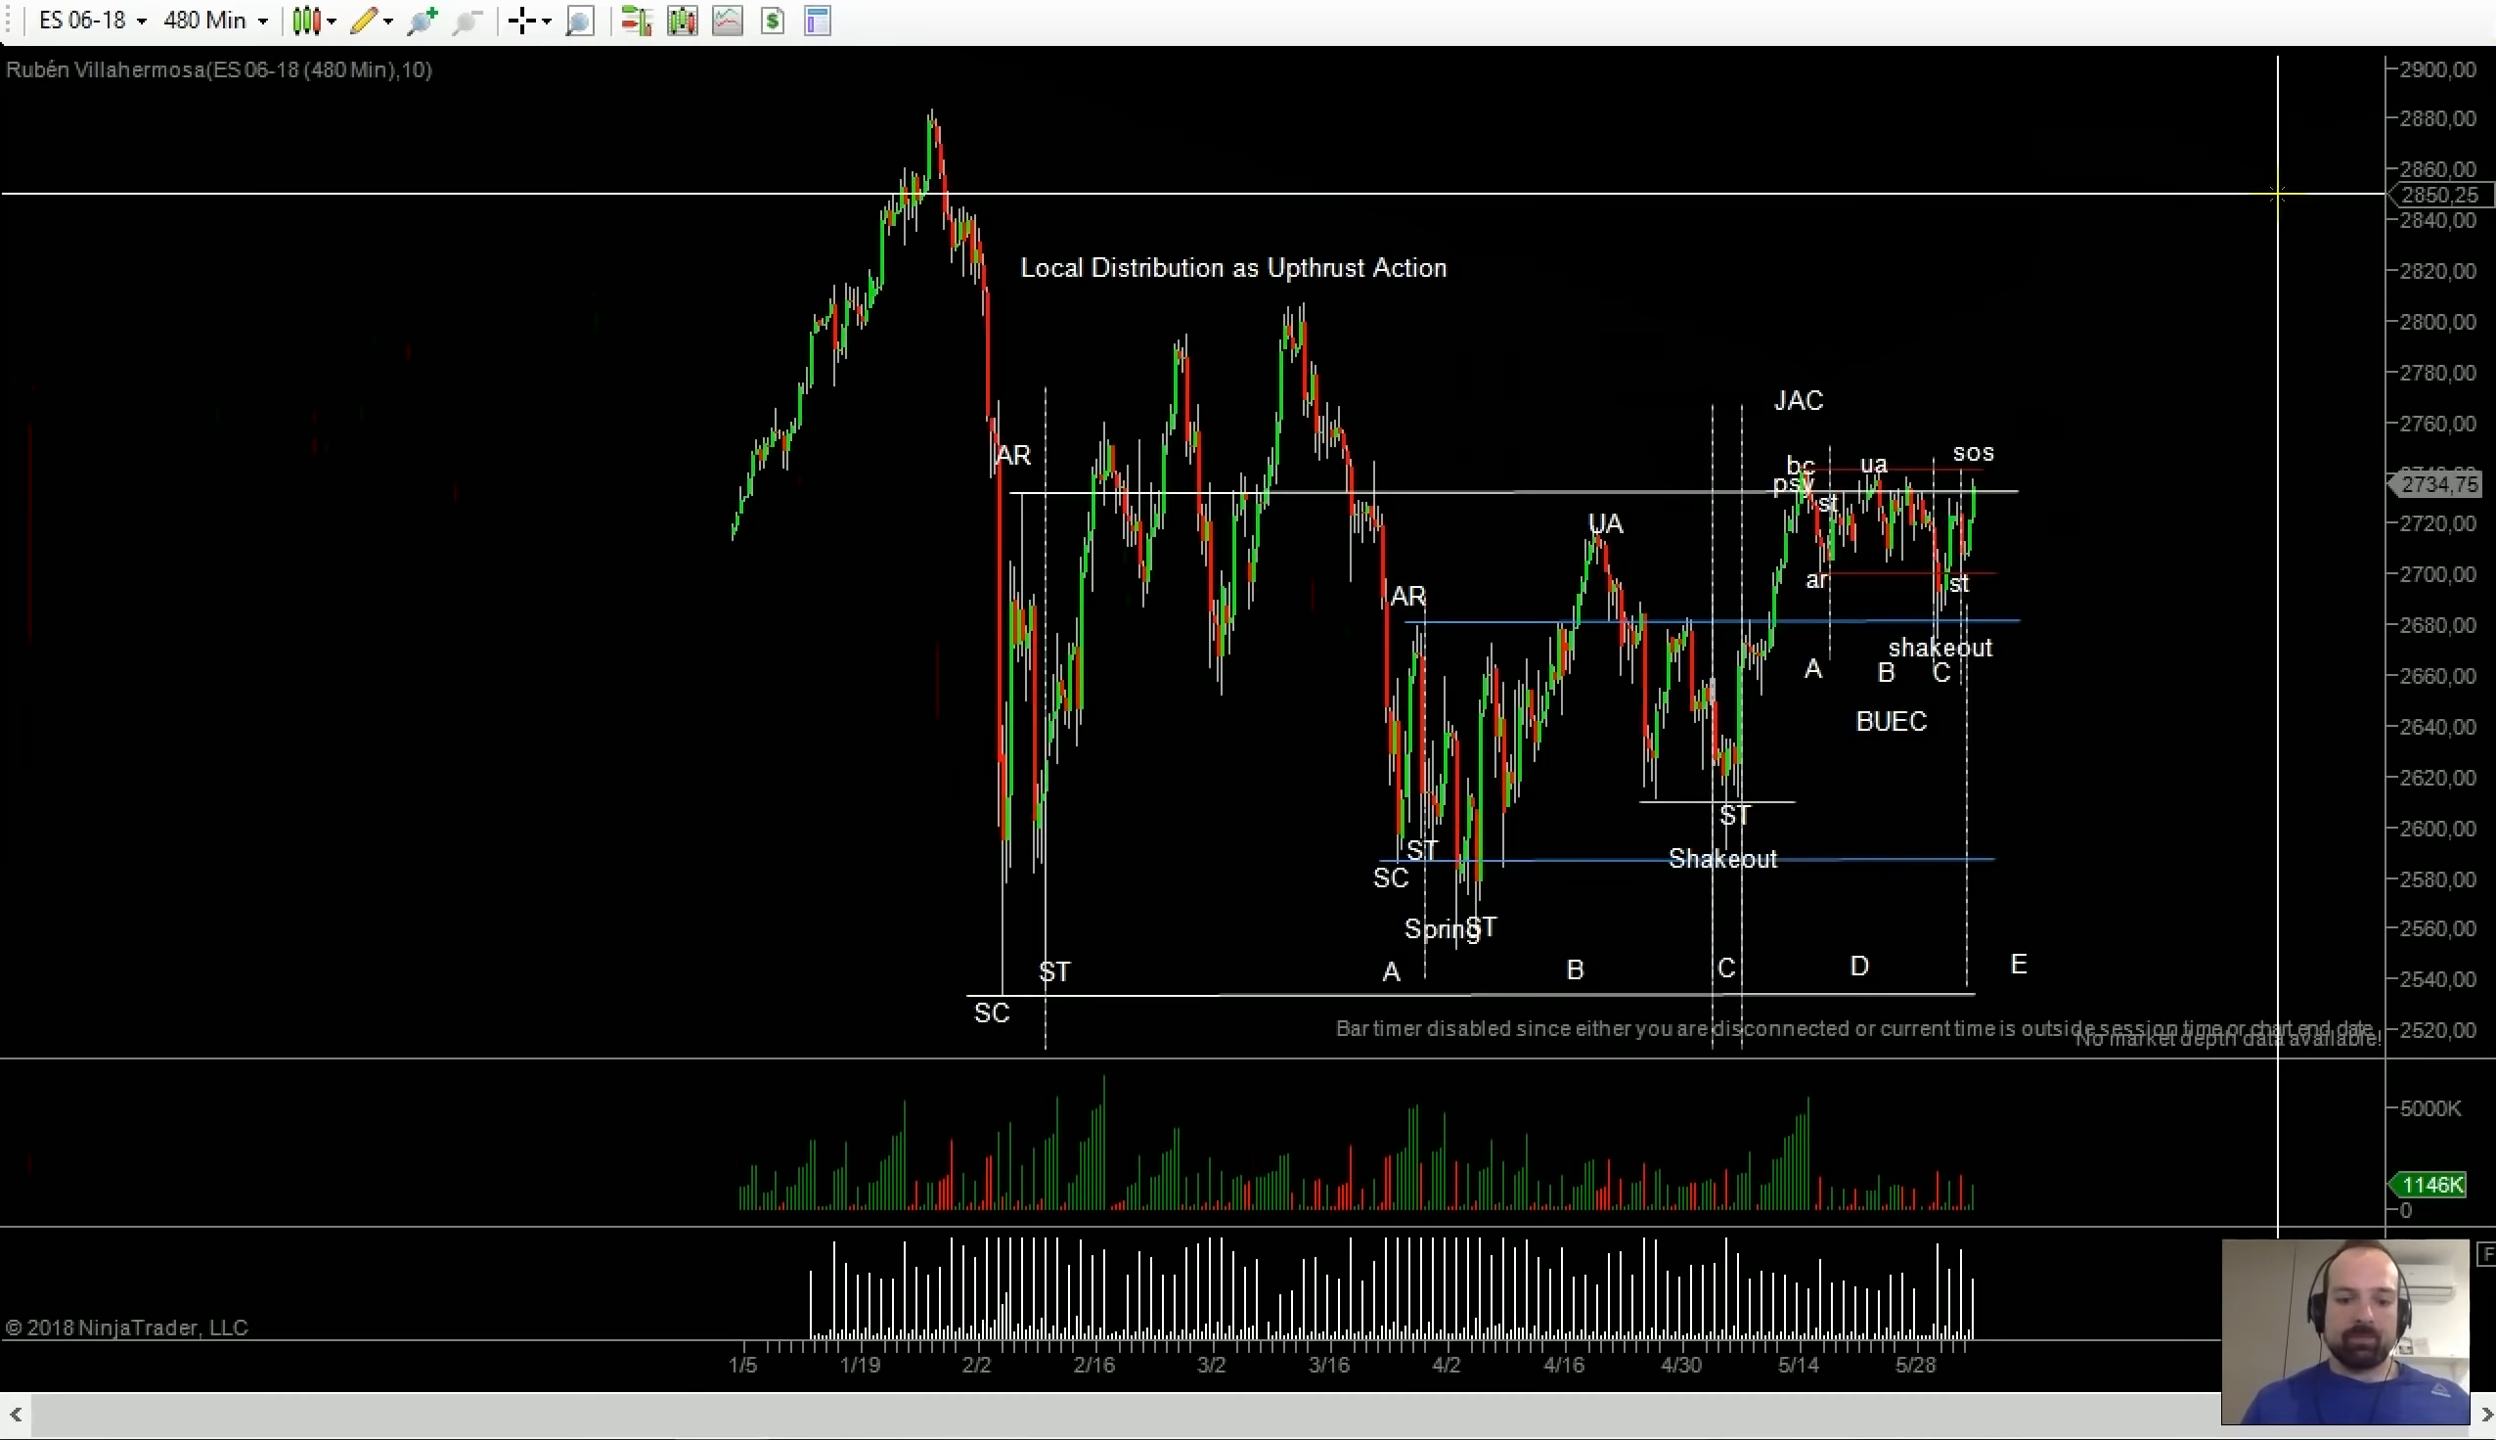 ES 06-18 480 Min
Rubén Villahermosa(ES 06-18 (480 Min),10)
2900,00
2880,00
2860,00
2850,25
2840,00
Local Distribution as Upthrust Action
2820,00
2800,00
2780,00
JAC
2760,00
AR
bc
ua
sos
psy
2734,75
st
UA
2720,00
ar
st
2700,00
AR
2680,00
shakeout
A
B
C
2660,00
BUEC
2640,00
2620,00
ST
2600,00
ST
Shakeout
SC
2580,00
Spring
ST
2560,00
ST
A
B
C
D
E
2540,00
SC
Bar timer disabled since either you are disconnected or current time is outside session time or chart end date
2520,00
No market depth data available!
5000K
1146K
0
F
© 2018 NinjaTrader, LLC
1/5 1/19 2/2 2/16 3/2 3/16 4/2 4/16 4/30 5/14 5/28